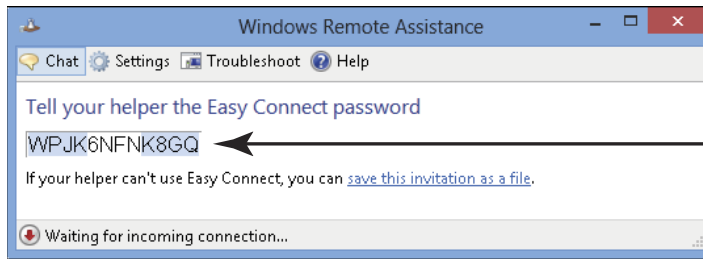 Windows Remote Assistance
Chat Settings Troubleshoot Help
Tell your helper the Easy Connect password
WPJK6NFNK8GQ
If your helper can't use Easy Connect, you can save this invitation as a file.
Waiting for incoming connection...